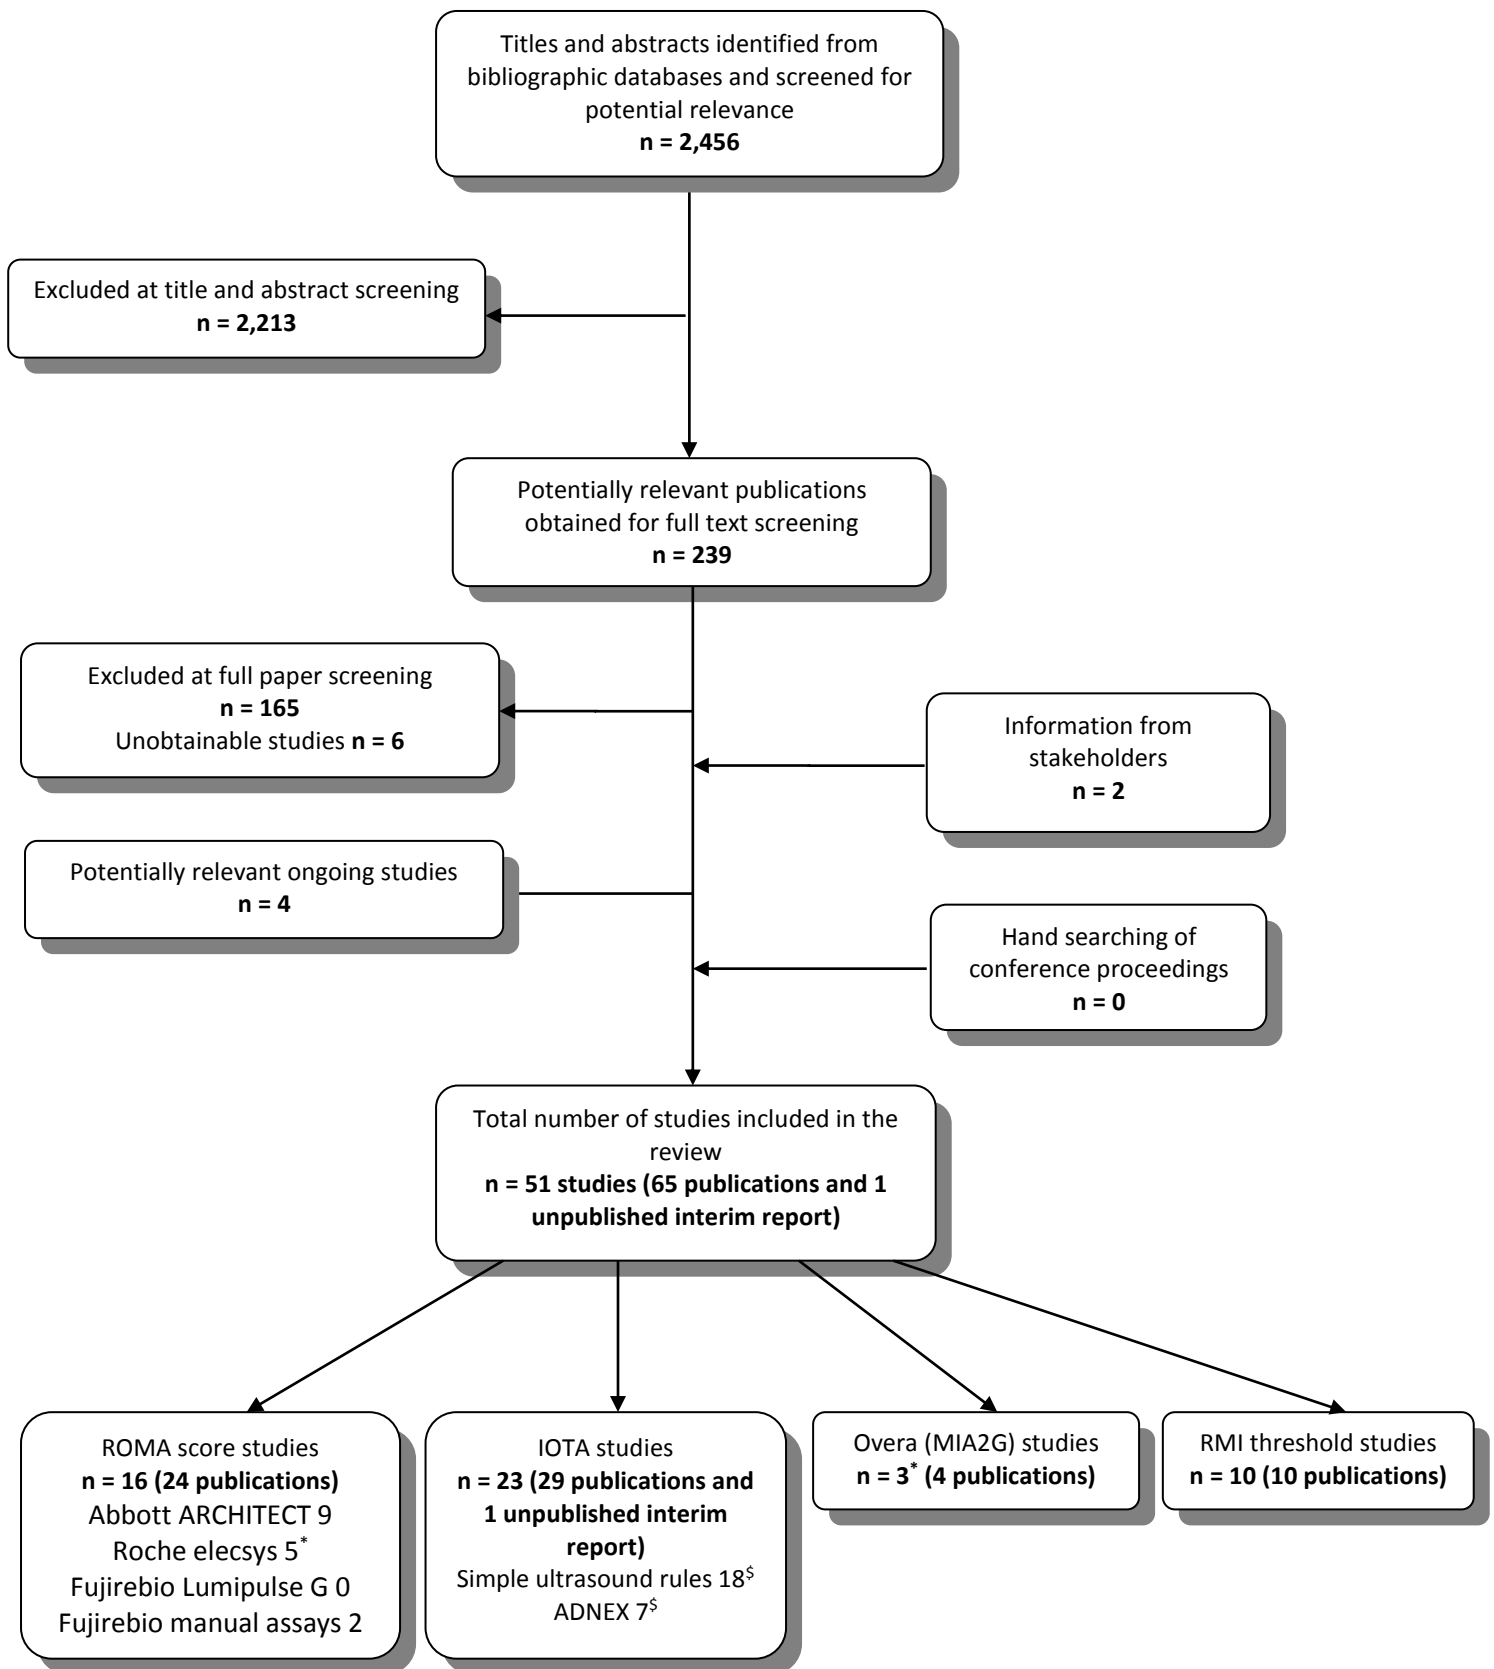 Titles and abstracts identified from
bibliographic databases and screened for
potential relevance
n = 2,456
Excluded at title and abstract screening
n = 2,213
Potentially relevant publications
obtained for full text screening
n = 239
Excluded at full paper screening
n = 165
Unobtainable studies n = 6
Information from
stakeholders
n = 2
Potentially relevant ongoing studies
n = 4
Hand searching of
conference proceedings
n = 0
Total number of studies included in the
review
n = 51 studies (65 publications and 1
unpublished interim report)
ROMA score studies
n = 16 (24 publications)
Abbott ARCHITECT 9
Roche elecsys 5*
Fujirebio Lumipulse G 0
Fujirebio manual assays 2
IOTA studies
n = 23 (29 publications and
1 unpublished interim
report)
Simple ultrasound rules 18$
ADNEX 7$
Overa (MIA2G) studies
n = 3* (4 publications)
RMI threshold studies
n = 10 (10 publications)